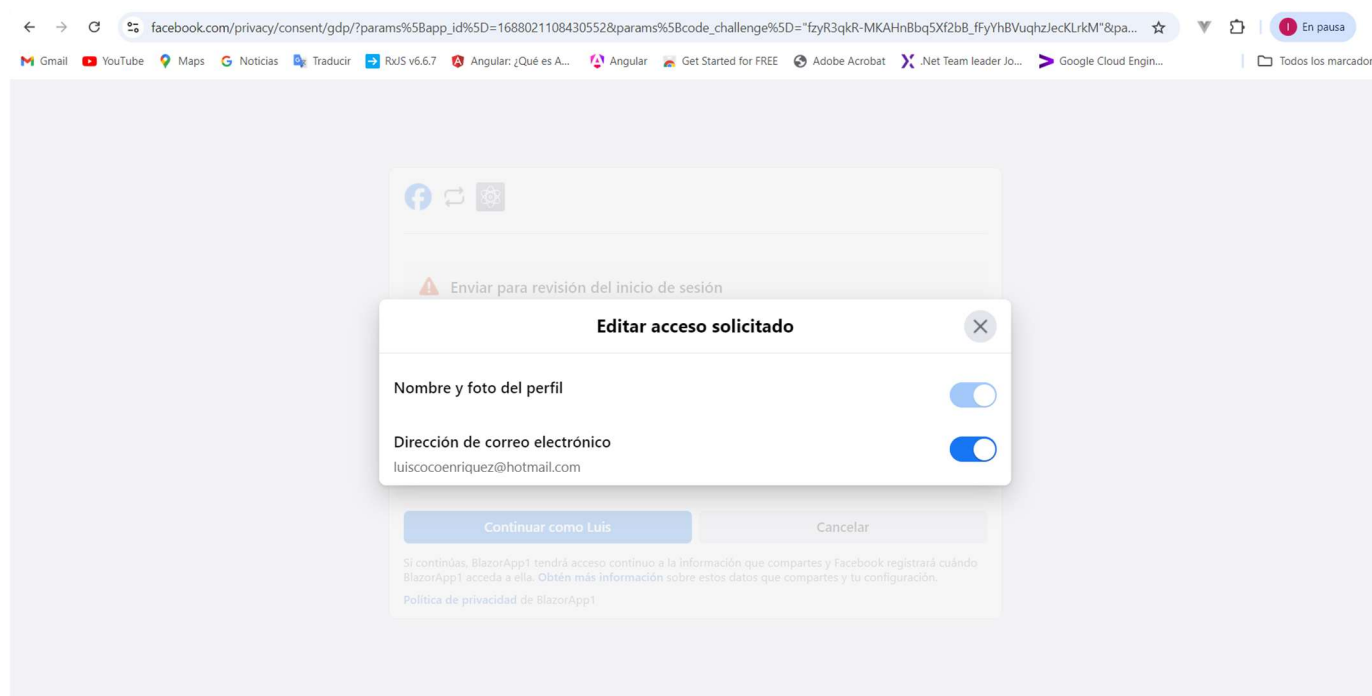 facebook.com/privacy/consent/gdp/?params%5Bapp_id%5D=1688021108430552&params%5Bcode_challenge%5D="fzyR3qkR-MKAHnBbq5Xf2bB_fFyYhBVuqhzJecKLrkM"&pa...
I En pausa
Gmail YouTube Maps Noticias Traducir RxJS v6.6.7 Angular: ¿Qué es A... Angular Get Started for FREE Adobe Acrobat .Net Team leader Jo... Google Cloud Engin... Todos los marcador
Enviar para revisión del inicio de sesión
Editar acceso solicitado
Nombre y foto del perfil
Dirección de correo electrónico
luiscocoenriquez@hotmail.com
Continuar como Luis Cancelar
Si continúas, BlazorApp1 tendrá acceso continuo a la información que compartes y Facebook registrará cuándo
BlazorApp1 acceda a ella. Obtén más información sobre estos datos que compartes y tu configuración.
Política de privacidad de BlazorApp1